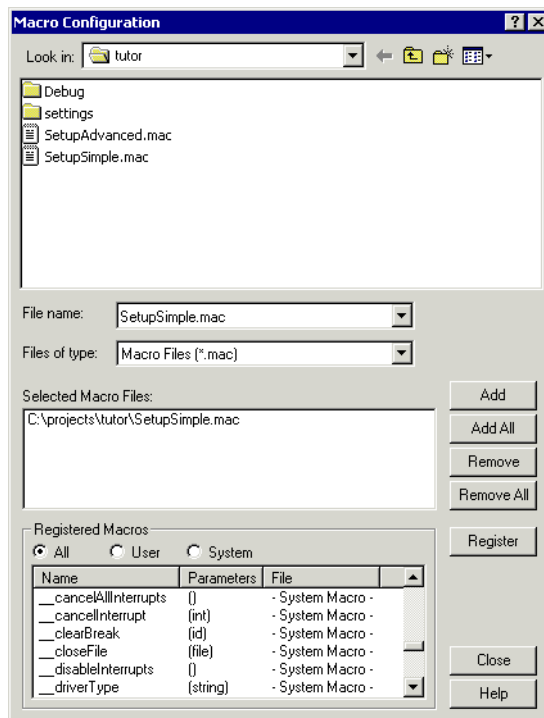 Macro Configuration
Look in: tutor
Debug
settings
SetupAdvanced.mac
SetupSimple.mac
File name: SetupSimple.mac
Files of type: Macro Files (*.mac)
Selected Macro Files:
C:\projects\tutor\SetupSimple.mac
Add
Add All
Remove
Remove All
Registered Macros
All User System
Register
Name Parameters File
__cancelAllInterrupts () - System Macro -
__cancelInterrupt (int) - System Macro -
__clearBreak (id) - System Macro -
__closeFile (file) - System Macro -
__disableInterrupts () - System Macro -
__driverType (string) - System Macro -
Close
Help